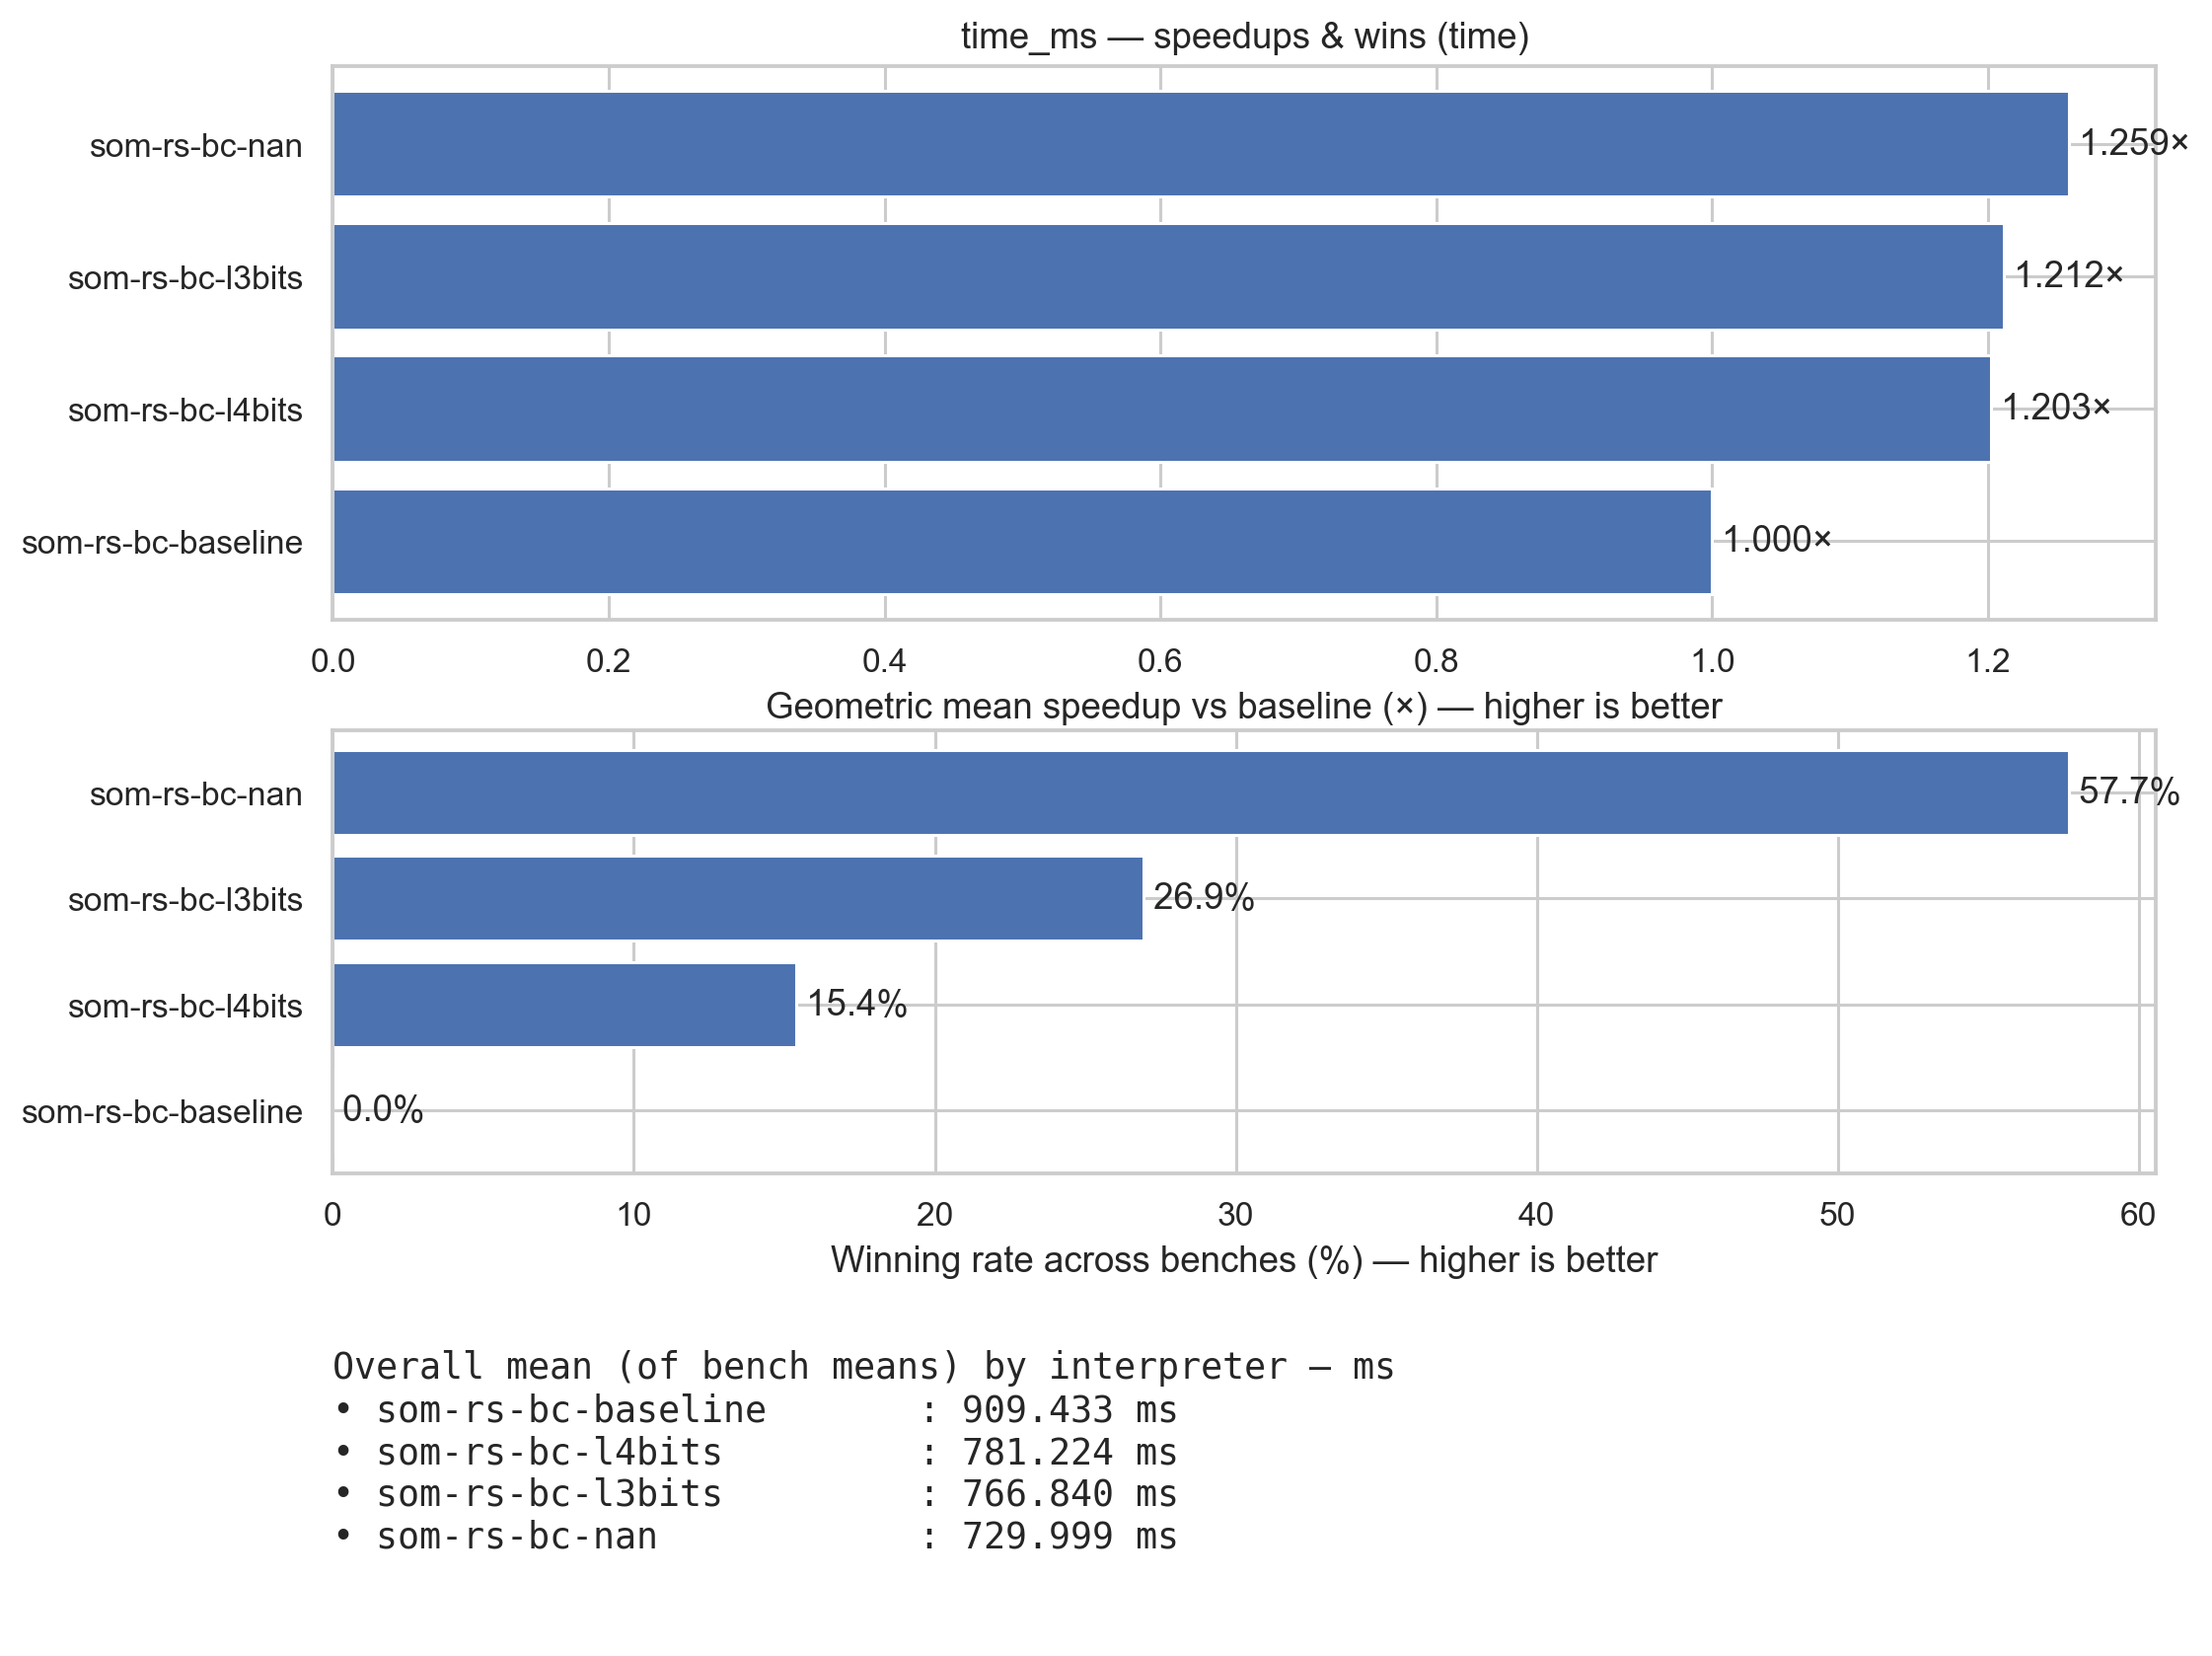 time_ms — speedups & wins (time)
som-rs-bc-nan
1.259×
som-rs-bc-l3bits
1.212×
som-rs-bc-l4bits
1.203×
som-rs-bc-baseline
1.000×
0.0 0.2 0.4 0.6 0.8 1.0 1.2
Geometric mean speedup vs baseline (×) — higher is better
som-rs-bc-nan
57.7%
som-rs-bc-l3bits
26.9%
som-rs-bc-l4bits
15.4%
som-rs-bc-baseline
0.0%
0 10 20 30 40 50 60
Winning rate across benches (%) — higher is better
Overall mean (of bench means) by interpreter — ms
• som-rs-bc-baseline : 909.433 ms
• som-rs-bc-l4bits : 781.224 ms
• som-rs-bc-l3bits : 766.840 ms
• som-rs-bc-nan : 729.999 ms